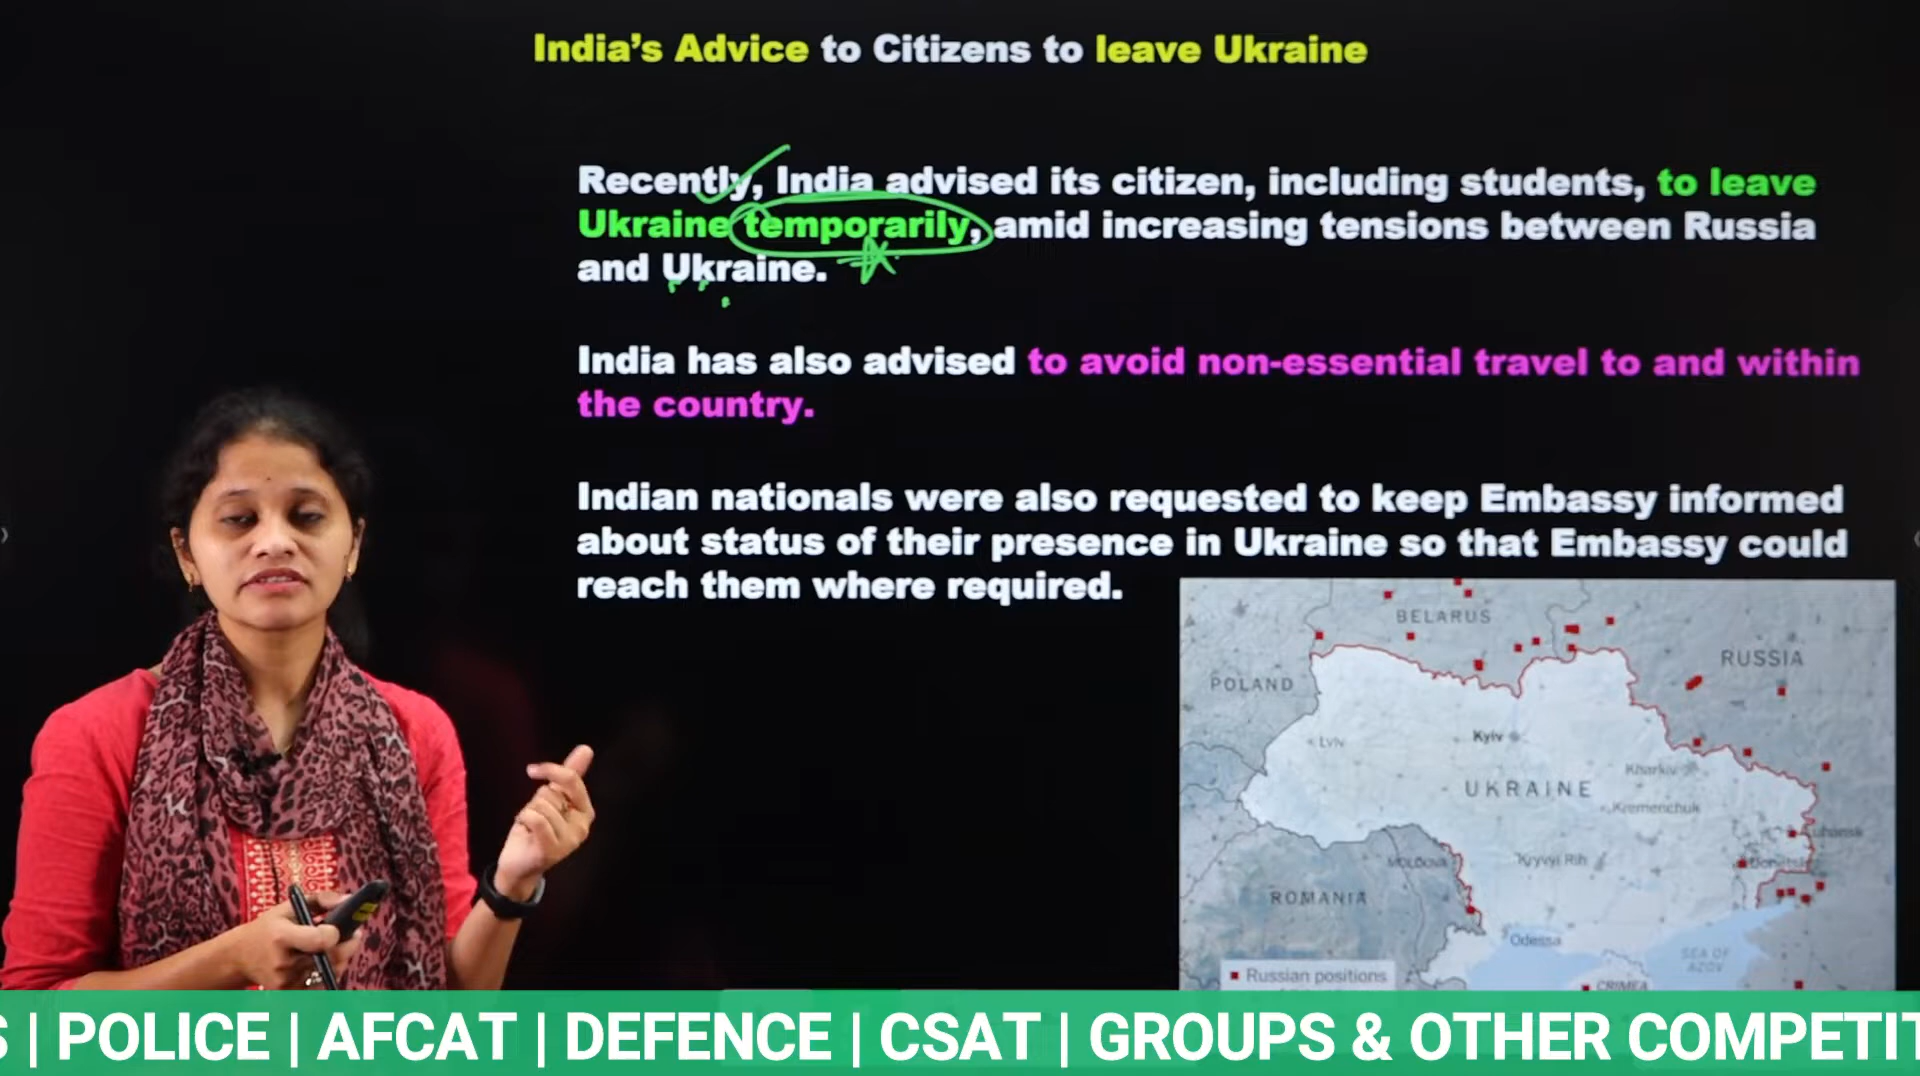 India's Advice to Citizens to leave Ukraine
Recently, India advised its citizen, including students, to leave
Ukraine temporarily, amid increasing tensions between Russia
and Ukraine.
India has also advised to avoid non-essential travel to and within
the country.
Indian nationals were also requested to keep Embassy informed
about status of their presence in Ukraine so that Embassy could
reach them where required.
BELARUS
RUSSIA
POLAND
Lviv
Kyiv
Kharkiv
UKRAINE
Kremenchuk
Luhansk
MOLDOVA
Kryvyi Rih
Donetsk
ROMANIA
Odessa
SEA OF
AZOV
Russian positions
CRIMEA
S | POLICE | AFCAT | DEFENCE | CSAT | GROUPS & OTHER COMPETIT